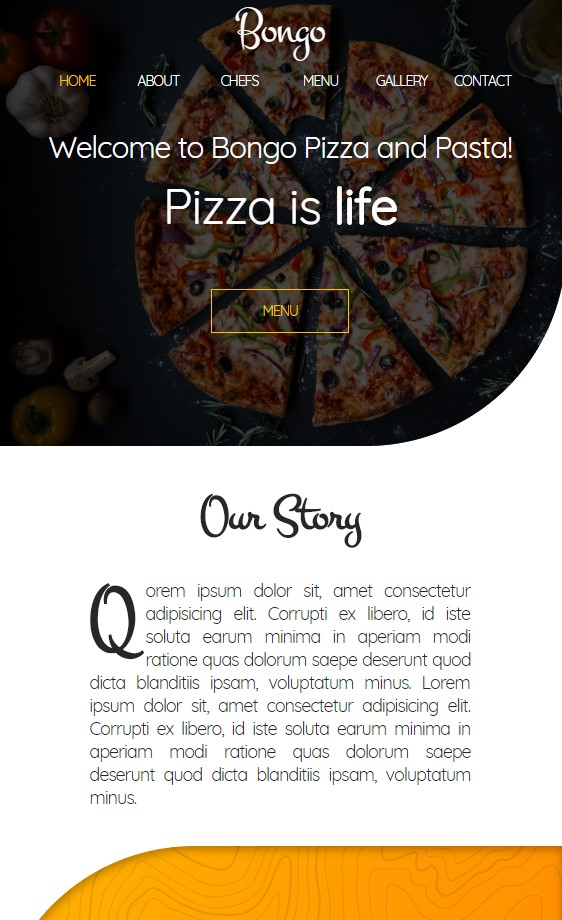 Bongo
HOME ABOUT CHEFS MENU GALLERY CONTACT
Welcome to Bongo Pizza and Pasta!
Pizza is life
MENU
Our Story
Qorem ipsum dolor sit, amet consectetur
adipisicing elit. Corrupti ex libero, id iste
soluta earum minima in aperiam modi
ratione quas dolorum saepe deserunt quod
dicta blanditiis ipsam, voluptatum minus. Lorem
ipsum dolor sit, amet consectetur adipisicing elit.
Corrupti ex libero, id iste soluta earum minima in
aperiam modi ratione quas dolorum saepe
deserunt quod dicta blanditiis ipsam, voluptatum
minus.